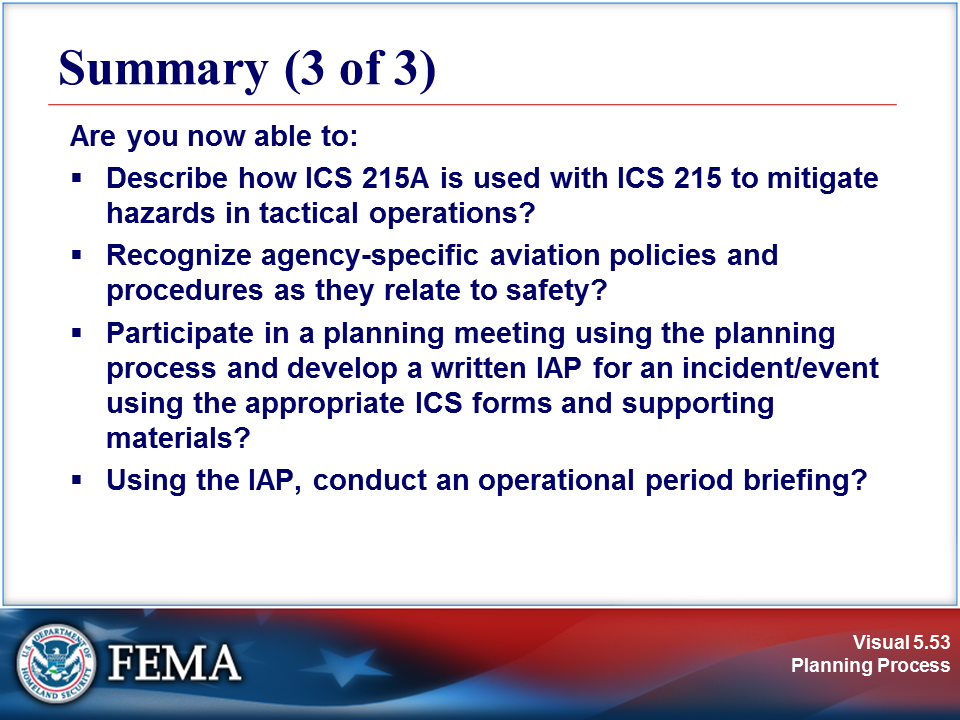 Summary (3 of 3)
Are you now able to:
▪ Describe how ICS 215A is used with ICS 215 to mitigate
hazards in tactical operations?
▪ Recognize agency-specific aviation policies and
procedures as they relate to safety?
▪ Participate in a planning meeting using the planning
process and develop a written IAP for an incident/event
using the appropriate ICS forms and supporting
materials?
▪ Using the IAP, conduct an operational period briefing?
U.S. DEPARTMENT OF
HOMELAND SECURITY
FEMA
Visual 5.53
Planning Process